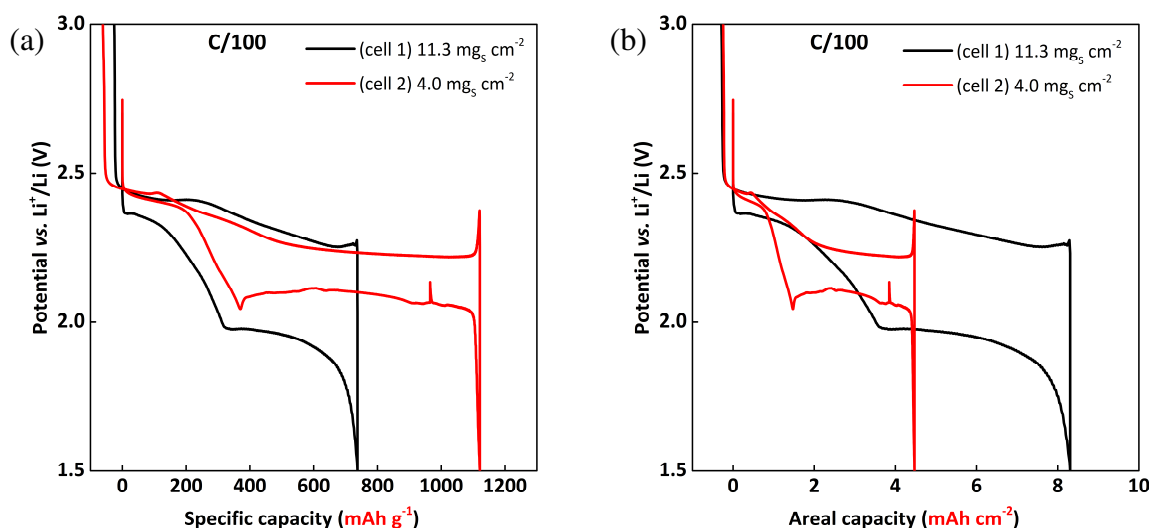 (a)
C/100
(cell 1) 11.3 mgS cm-2
(cell 2) 4.0 mgS cm-2
Potential vs. Li+/Li (V)
3.0
2.5
2.0
1.5
0 200 400 600 800 1000 1200
Specific capacity (mAh g-1)
(b)
C/100
(cell 1) 11.3 mgS cm-2
(cell 2) 4.0 mgS cm-2
Potential vs. Li+/Li (V)
3.0
2.5
2.0
1.5
0 2 4 6 8 10
Areal capacity (mAh cm-2)